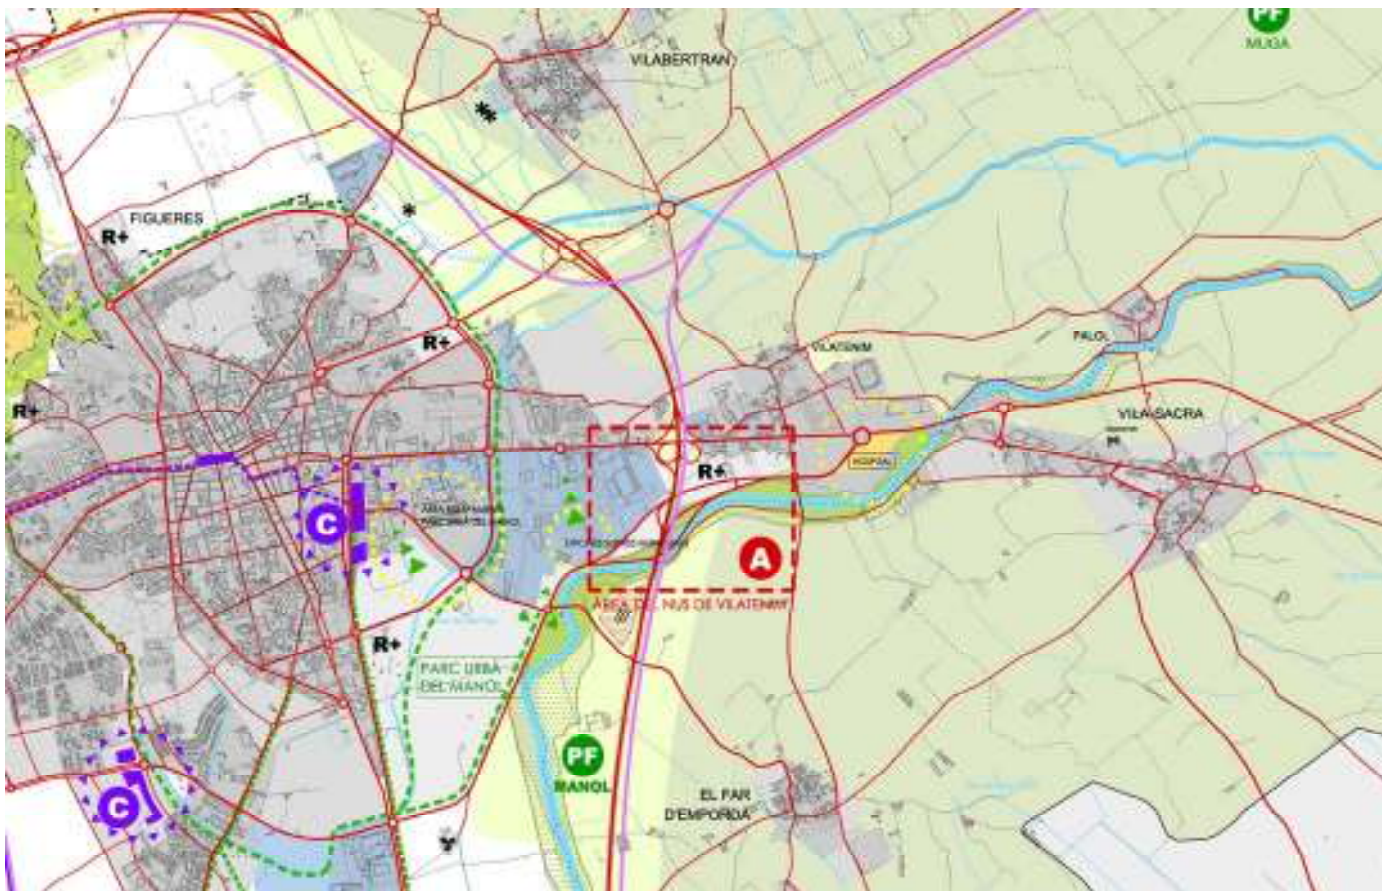 PF
MUGA
VILABERTRAN
FIGUERES
R+
R+
VILATENIM
PALOL
R+
VILA-SACRA
R+
C
A
ÀREA DEL NUS DE VILATENIM
R+
PARC URBÀ
DEL MANOL
PF
MANOL
C
EL FAR
D'EMPORDÀ